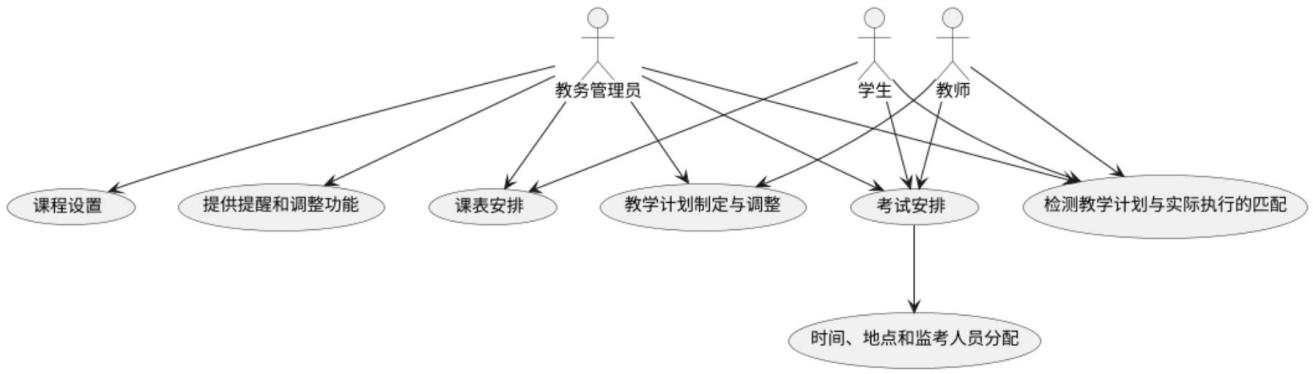 教务管理员
学生
教师
课程设置
提供提醒和调整功能
课表安排
教学计划制定与调整
考试安排
检测教学计划与实际执行的匹配
时间、地点和监考人员分配